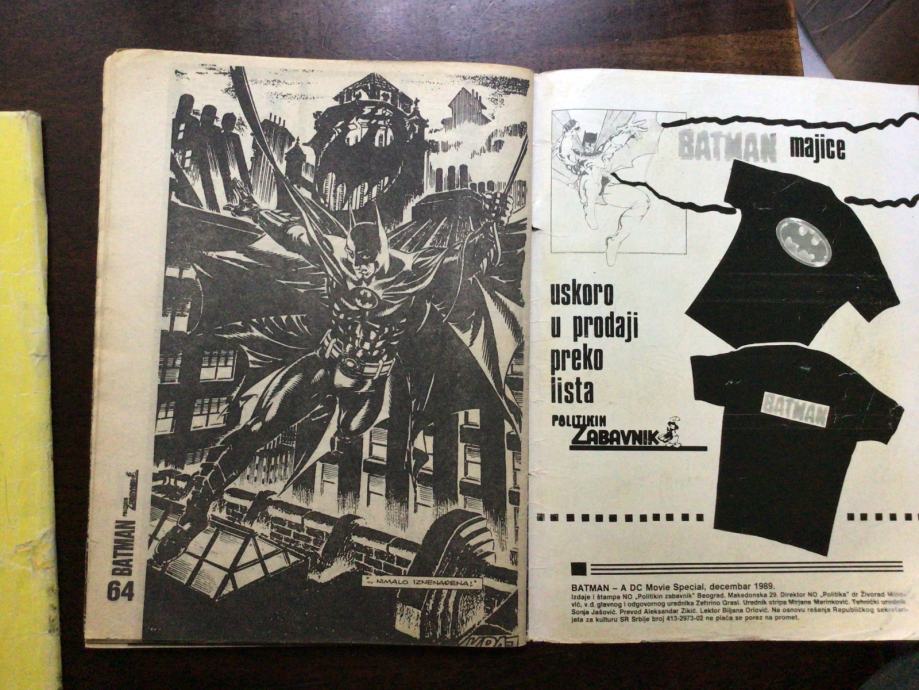 BATMAN Zabavnik
64
"... NIMALO IZNENAĐENA!"
BATMAN majice
uskoro
u prodaji
preko
lista
POLITIKIN
ZABAVNIK
BATMAN
BATMAN – A DC Movie Special, decembar 1989.
Izdaje i štampa NO „Politikin zabavnik" Beograd, Makedonska 29. Direktor NO „Politika" dr Živorad
vić, v.d. glavnog i odgovornog urednika Zefirino Grasi. Urednik stripa Mirjana Marinković. Tehnički urednik
Sonja Jašović. Prevod Aleksandar Zikić. Lektor Biljana Orlović. Na osnovu rešenja Republičkog sekretari-
jata za kulturu SR Srbije broj 413-2973-02 ne plaća se porez na promet.